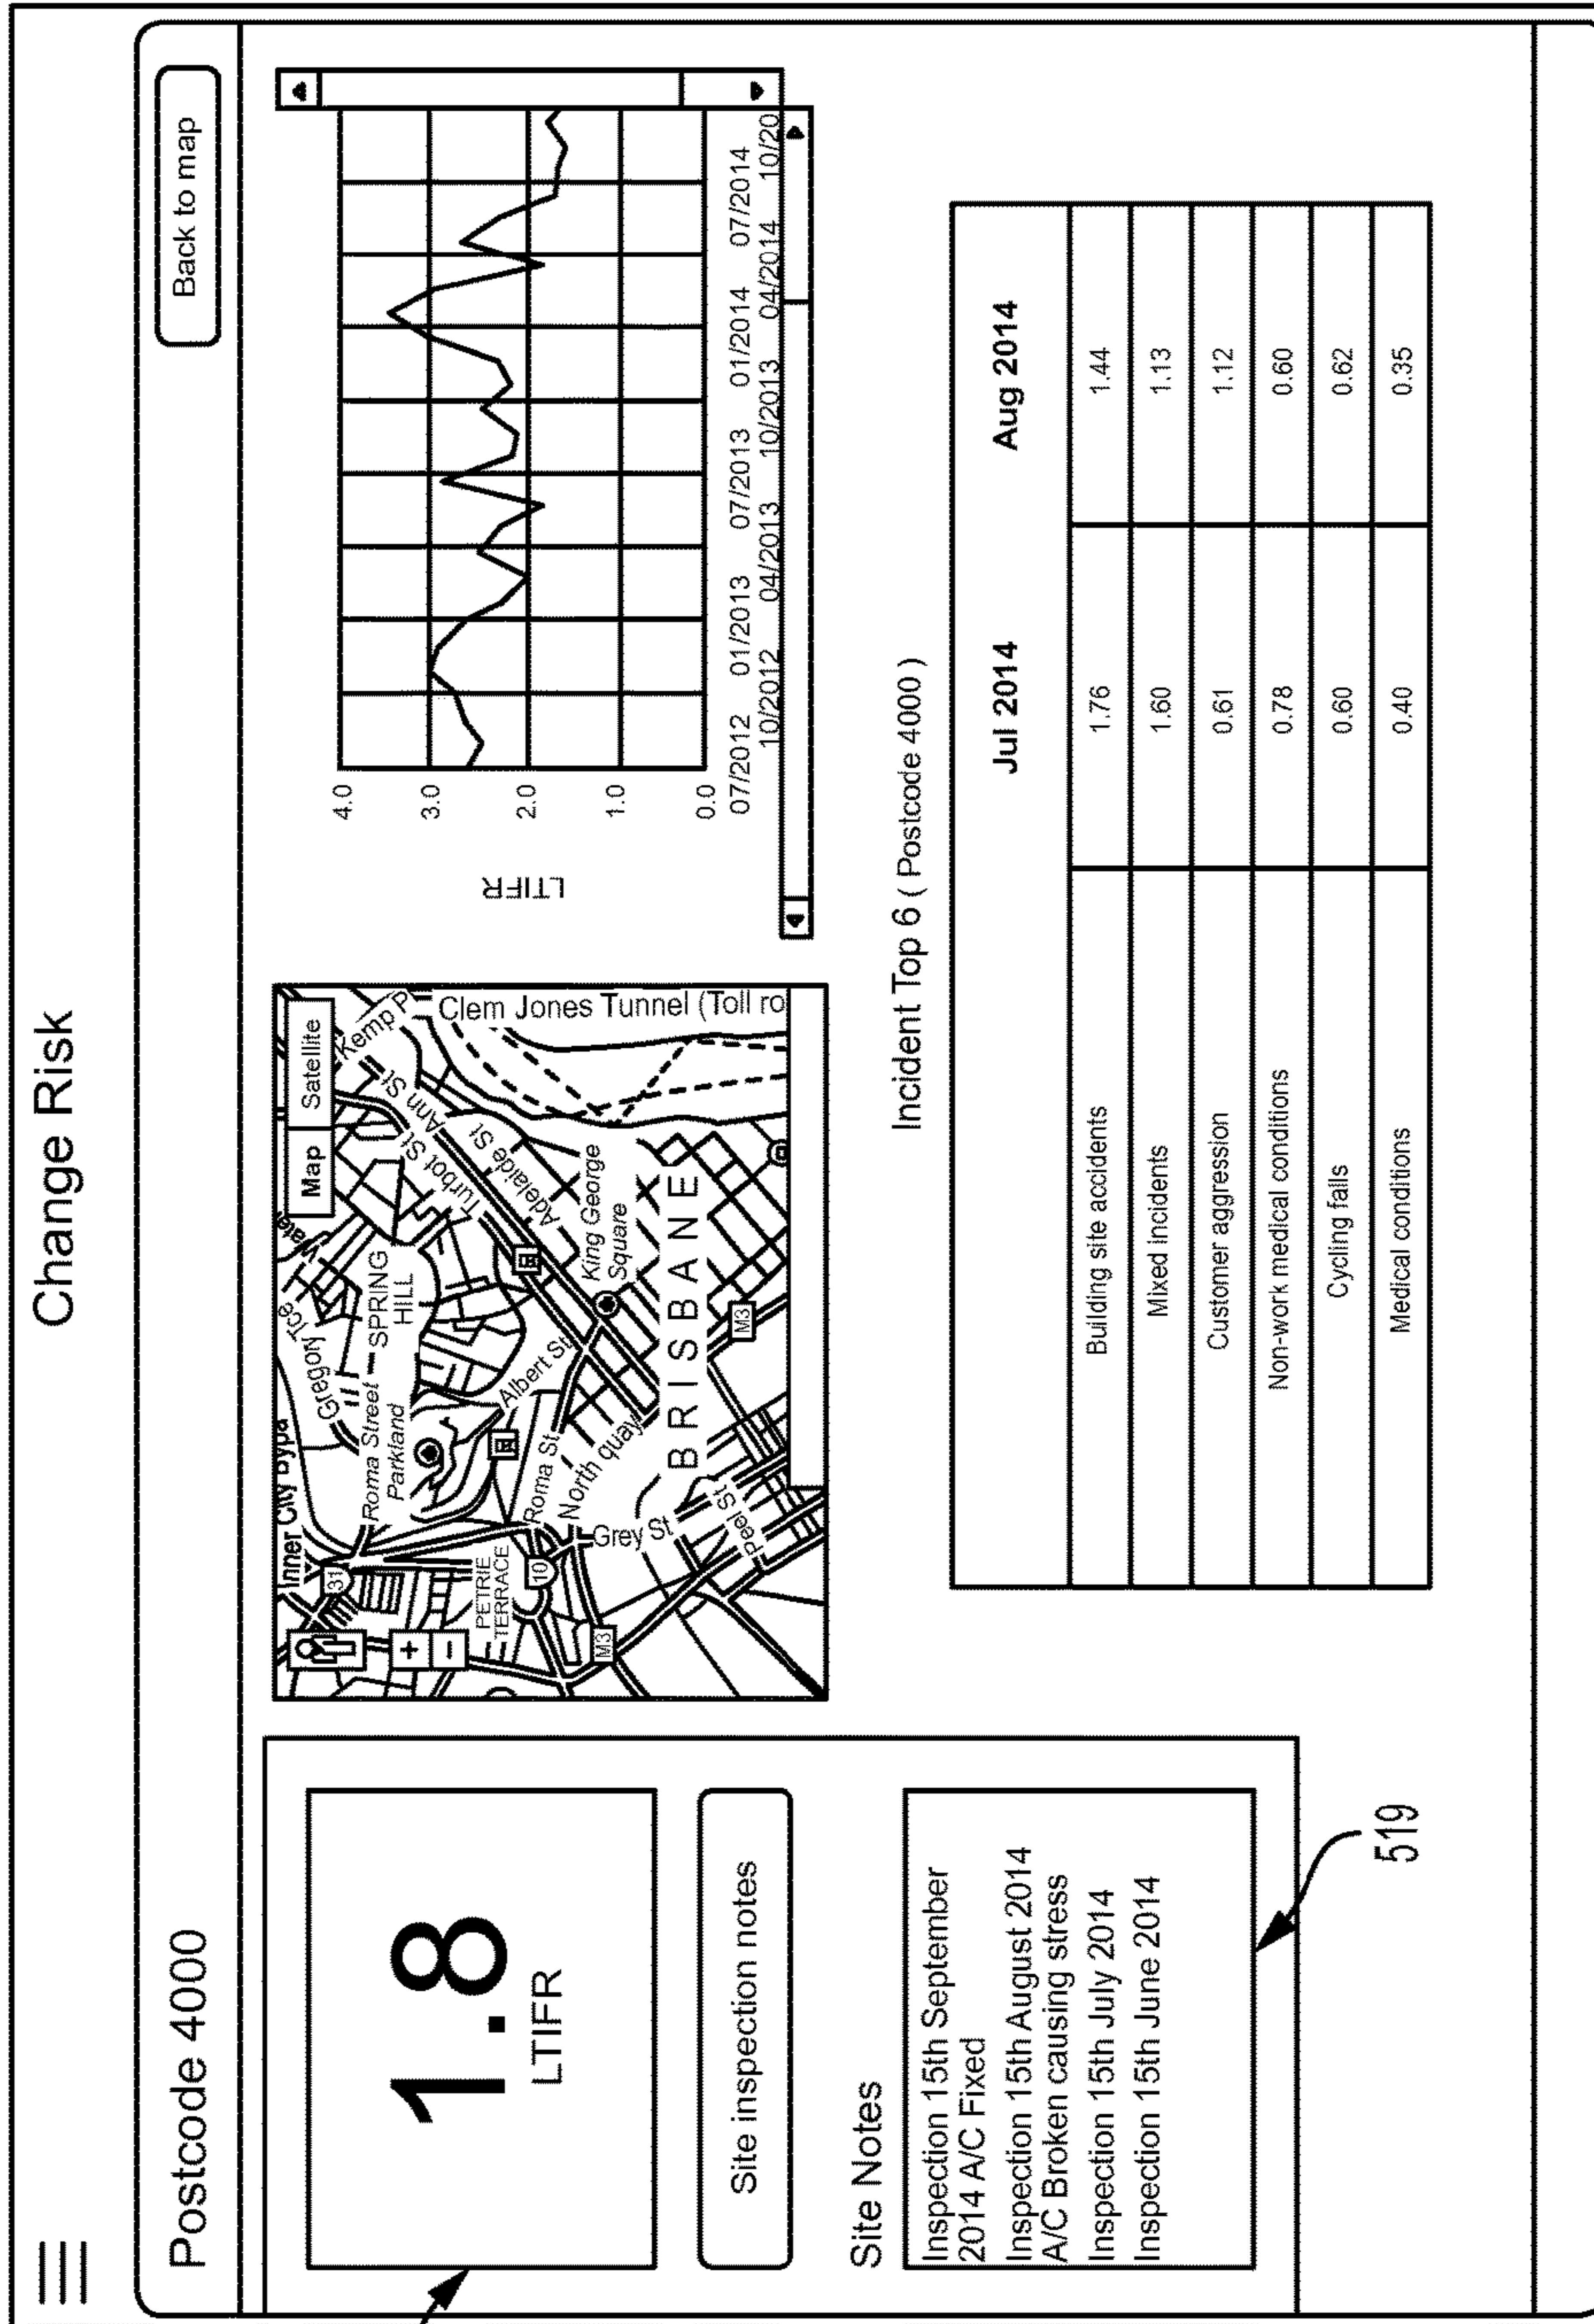 Change Risk
Postcode 4000
Back to map
1.8
LTIFR
Site inspection notes
Site Notes
Inspection 15th September
2014 A/C Fixed
Inspection 15th August 2014
A/C Broken causing stress
Inspection 15th July 2014
Inspection 15th June 2014
519
Map
Satellite
Inner City Bypa
Gregory Tce
Water
Kemp P
Clem Jones Tunnel (Toll ro
31
Roma Street
Parkland
SPRING
HILL
Turbot St
Ann St
Adelaide St
+
−
PETRIE
TERRACE
Albert St
King George
Square
10
Roma St
North quay
M3
Grey St
BRISBANE
Peel St
M3
LTIFR
4.0
3.0
2.0
1.0
0.0
07/2012 01/2013 07/2013 01/2014 07/2014
10/2012 04/2013 10/2013 04/2014 10/20
Incident Top 6 ( Postcode 4000 )
Jul 2014 Aug 2014
Building site accidents 1.76 1.44
Mixed incidents 1.60 1.13
Customer aggression 0.61 1.12
Non-work medical conditions 0.78 0.60
Cycling falls 0.60 0.62
Medical conditions 0.40 0.35